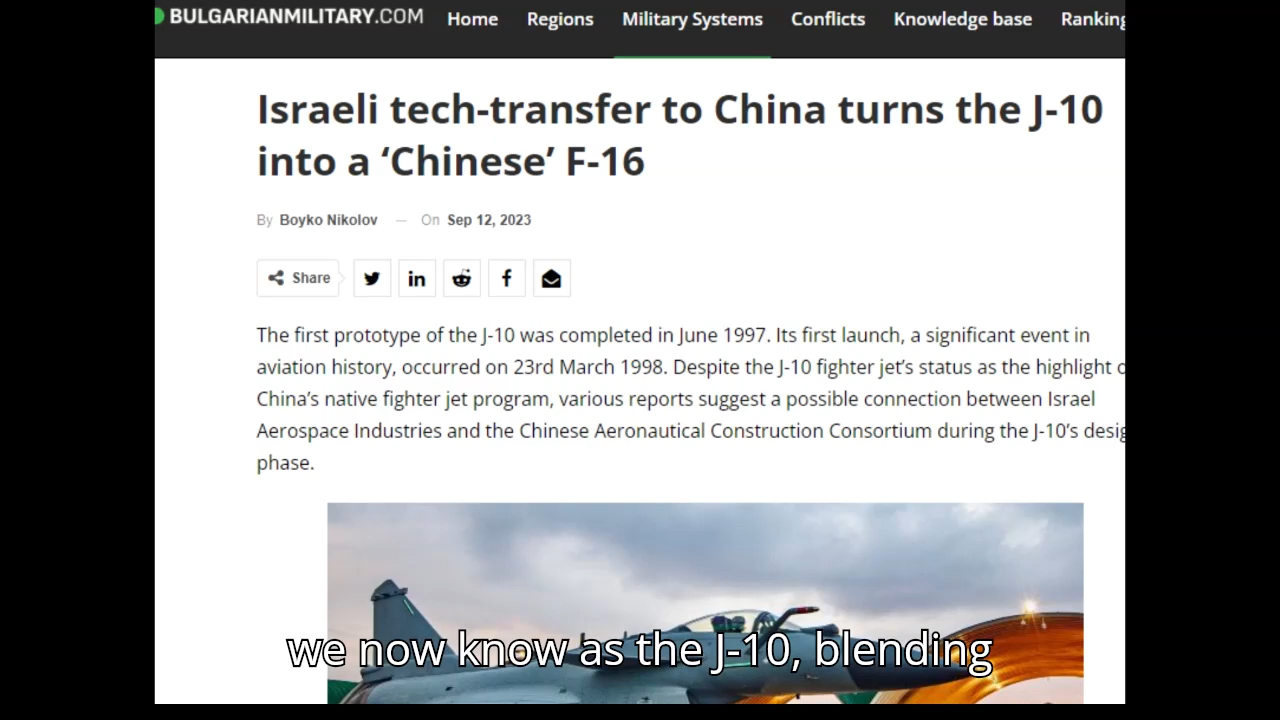 BULGARIANMILITARY.COM Home Regions Military Systems Conflicts Knowledge base Ranking
Israeli tech-transfer to China turns the J-10
into a ‘Chinese’ F-16
By Boyko Nikolov — On Sep 12, 2023
Share
The first prototype of the J-10 was completed in June 1997. Its first launch, a significant event in
aviation history, occurred on 23rd March 1998. Despite the J-10 fighter jet’s status as the highlight
China’s native fighter jet program, various reports suggest a possible connection between Israel
Aerospace Industries and the Chinese Aeronautical Construction Consortium during the J-10’s
phase.
we now know as the J-10, blending